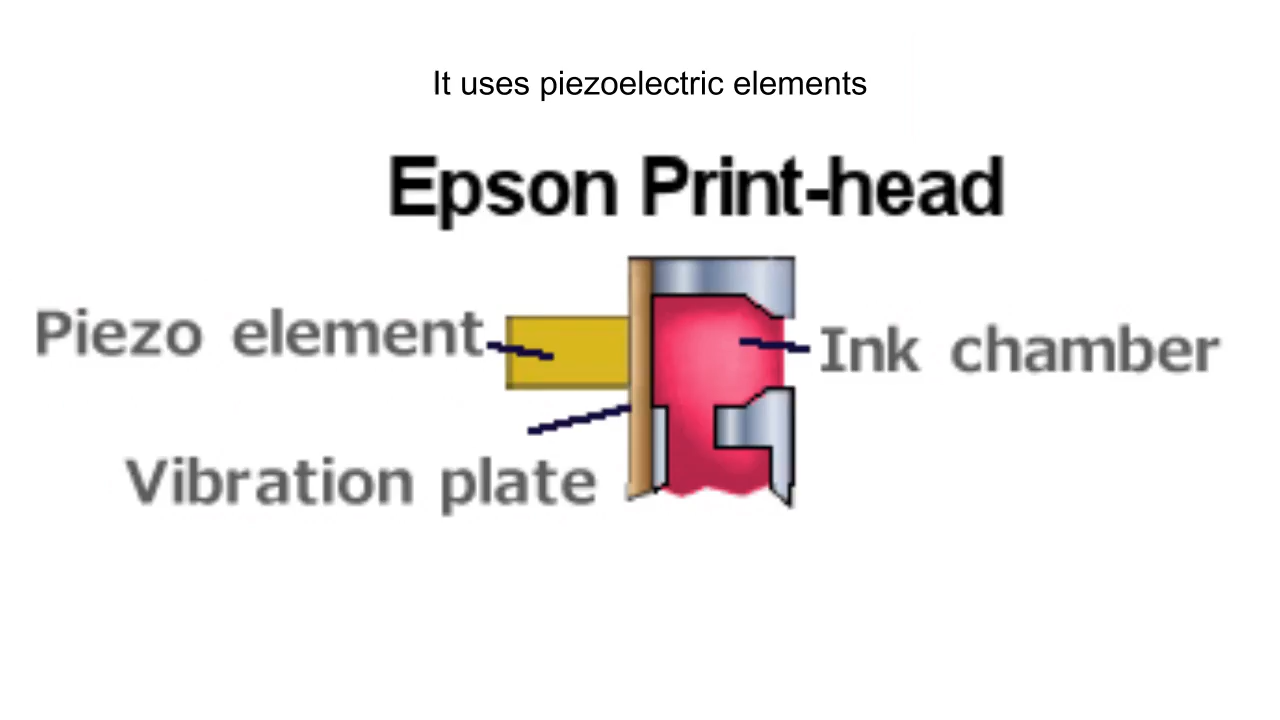 It uses piezoelectric elements
Epson Print-head
Piezo element
Ink chamber
Vibration plate